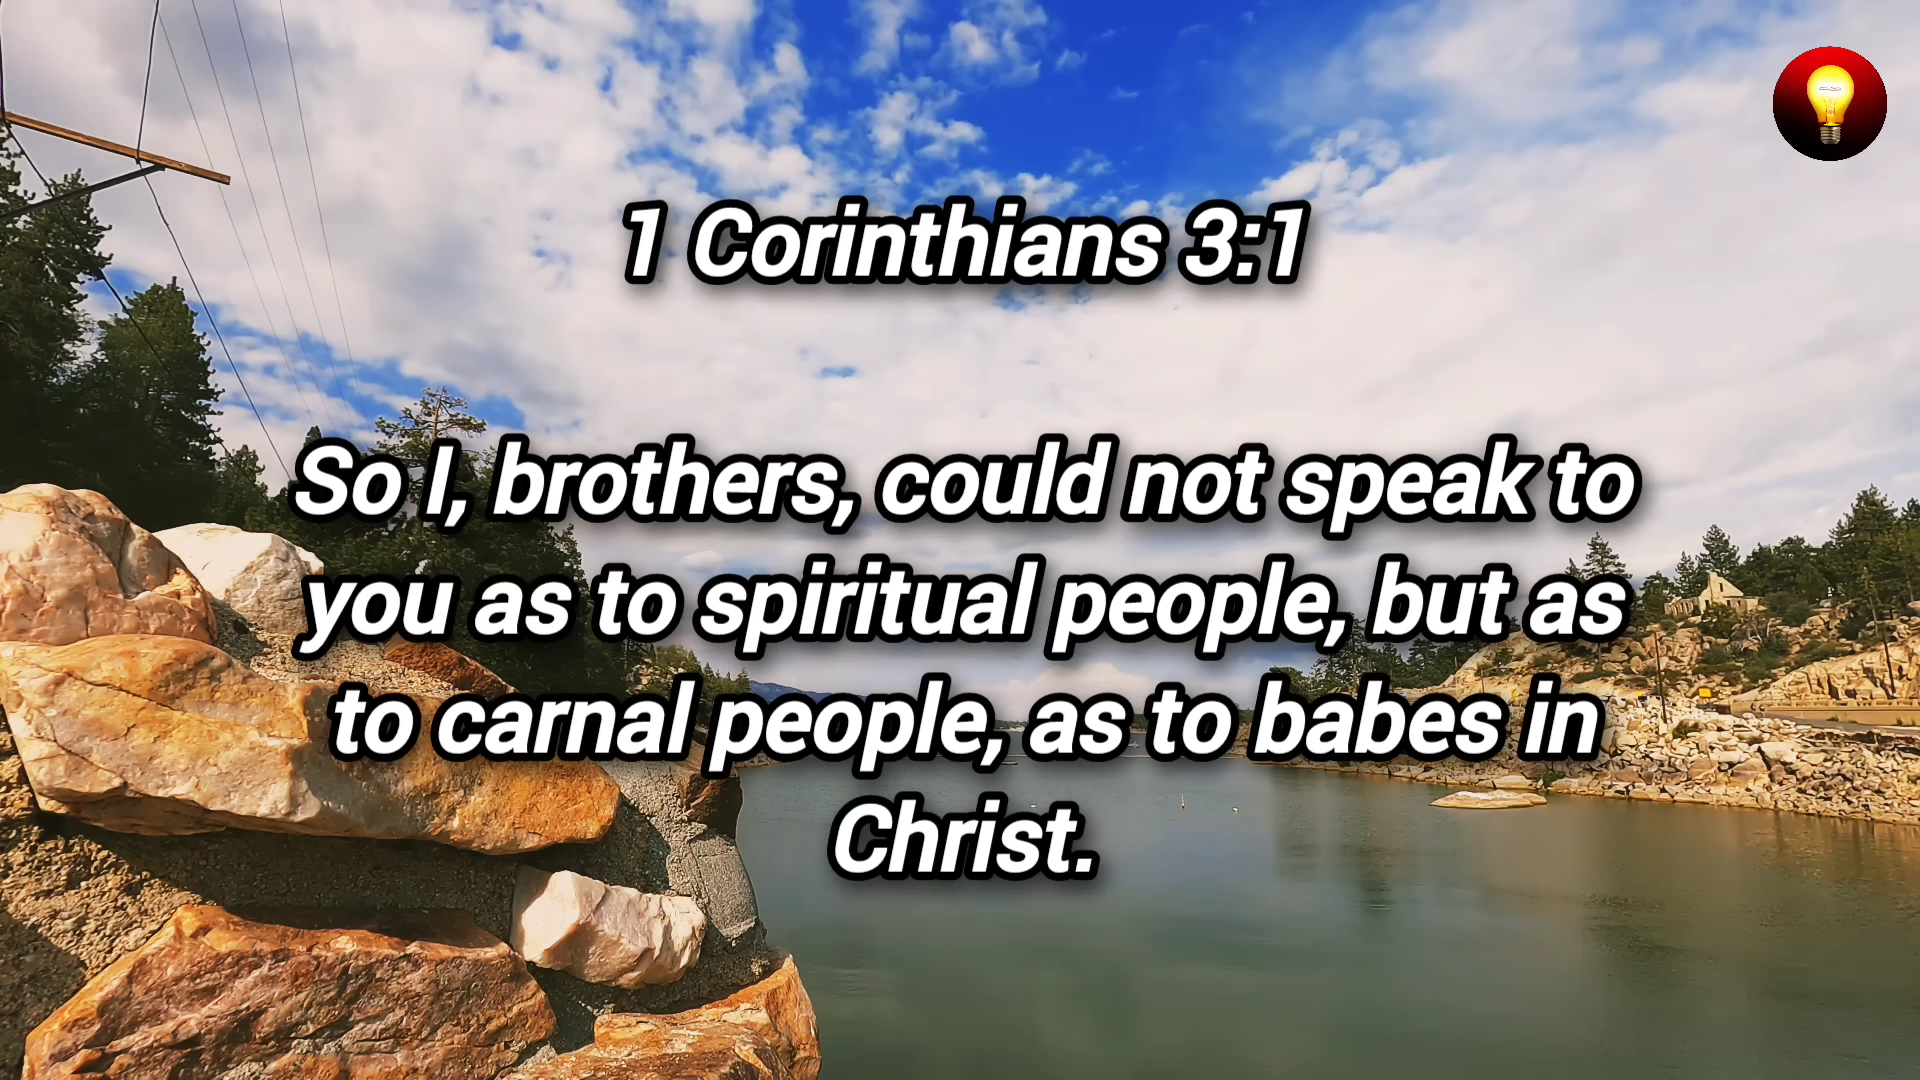 1 Corinthians 3:1
So I, brothers, could not speak to
you as to spiritual people, but as
to carnal people, as to babes in
Christ.